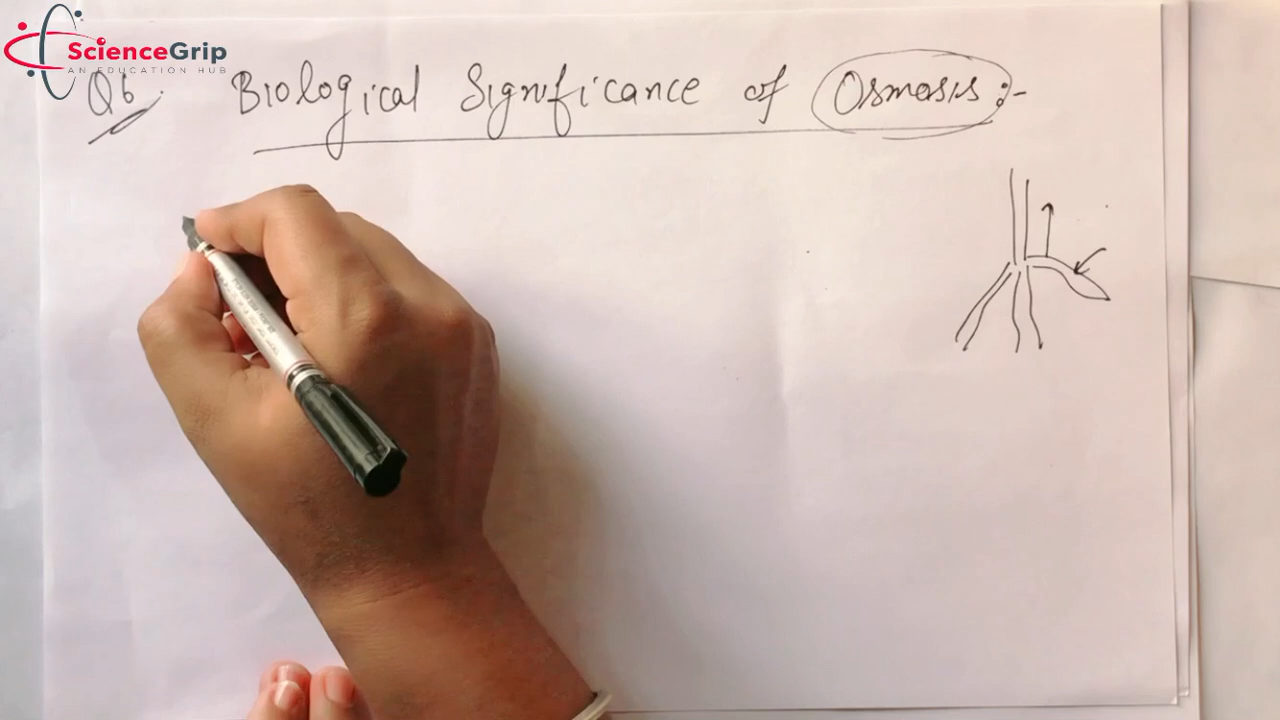 ScienceGrip
AN EDUCATION HUB
Q6. Biological Significance of Osmosis :-